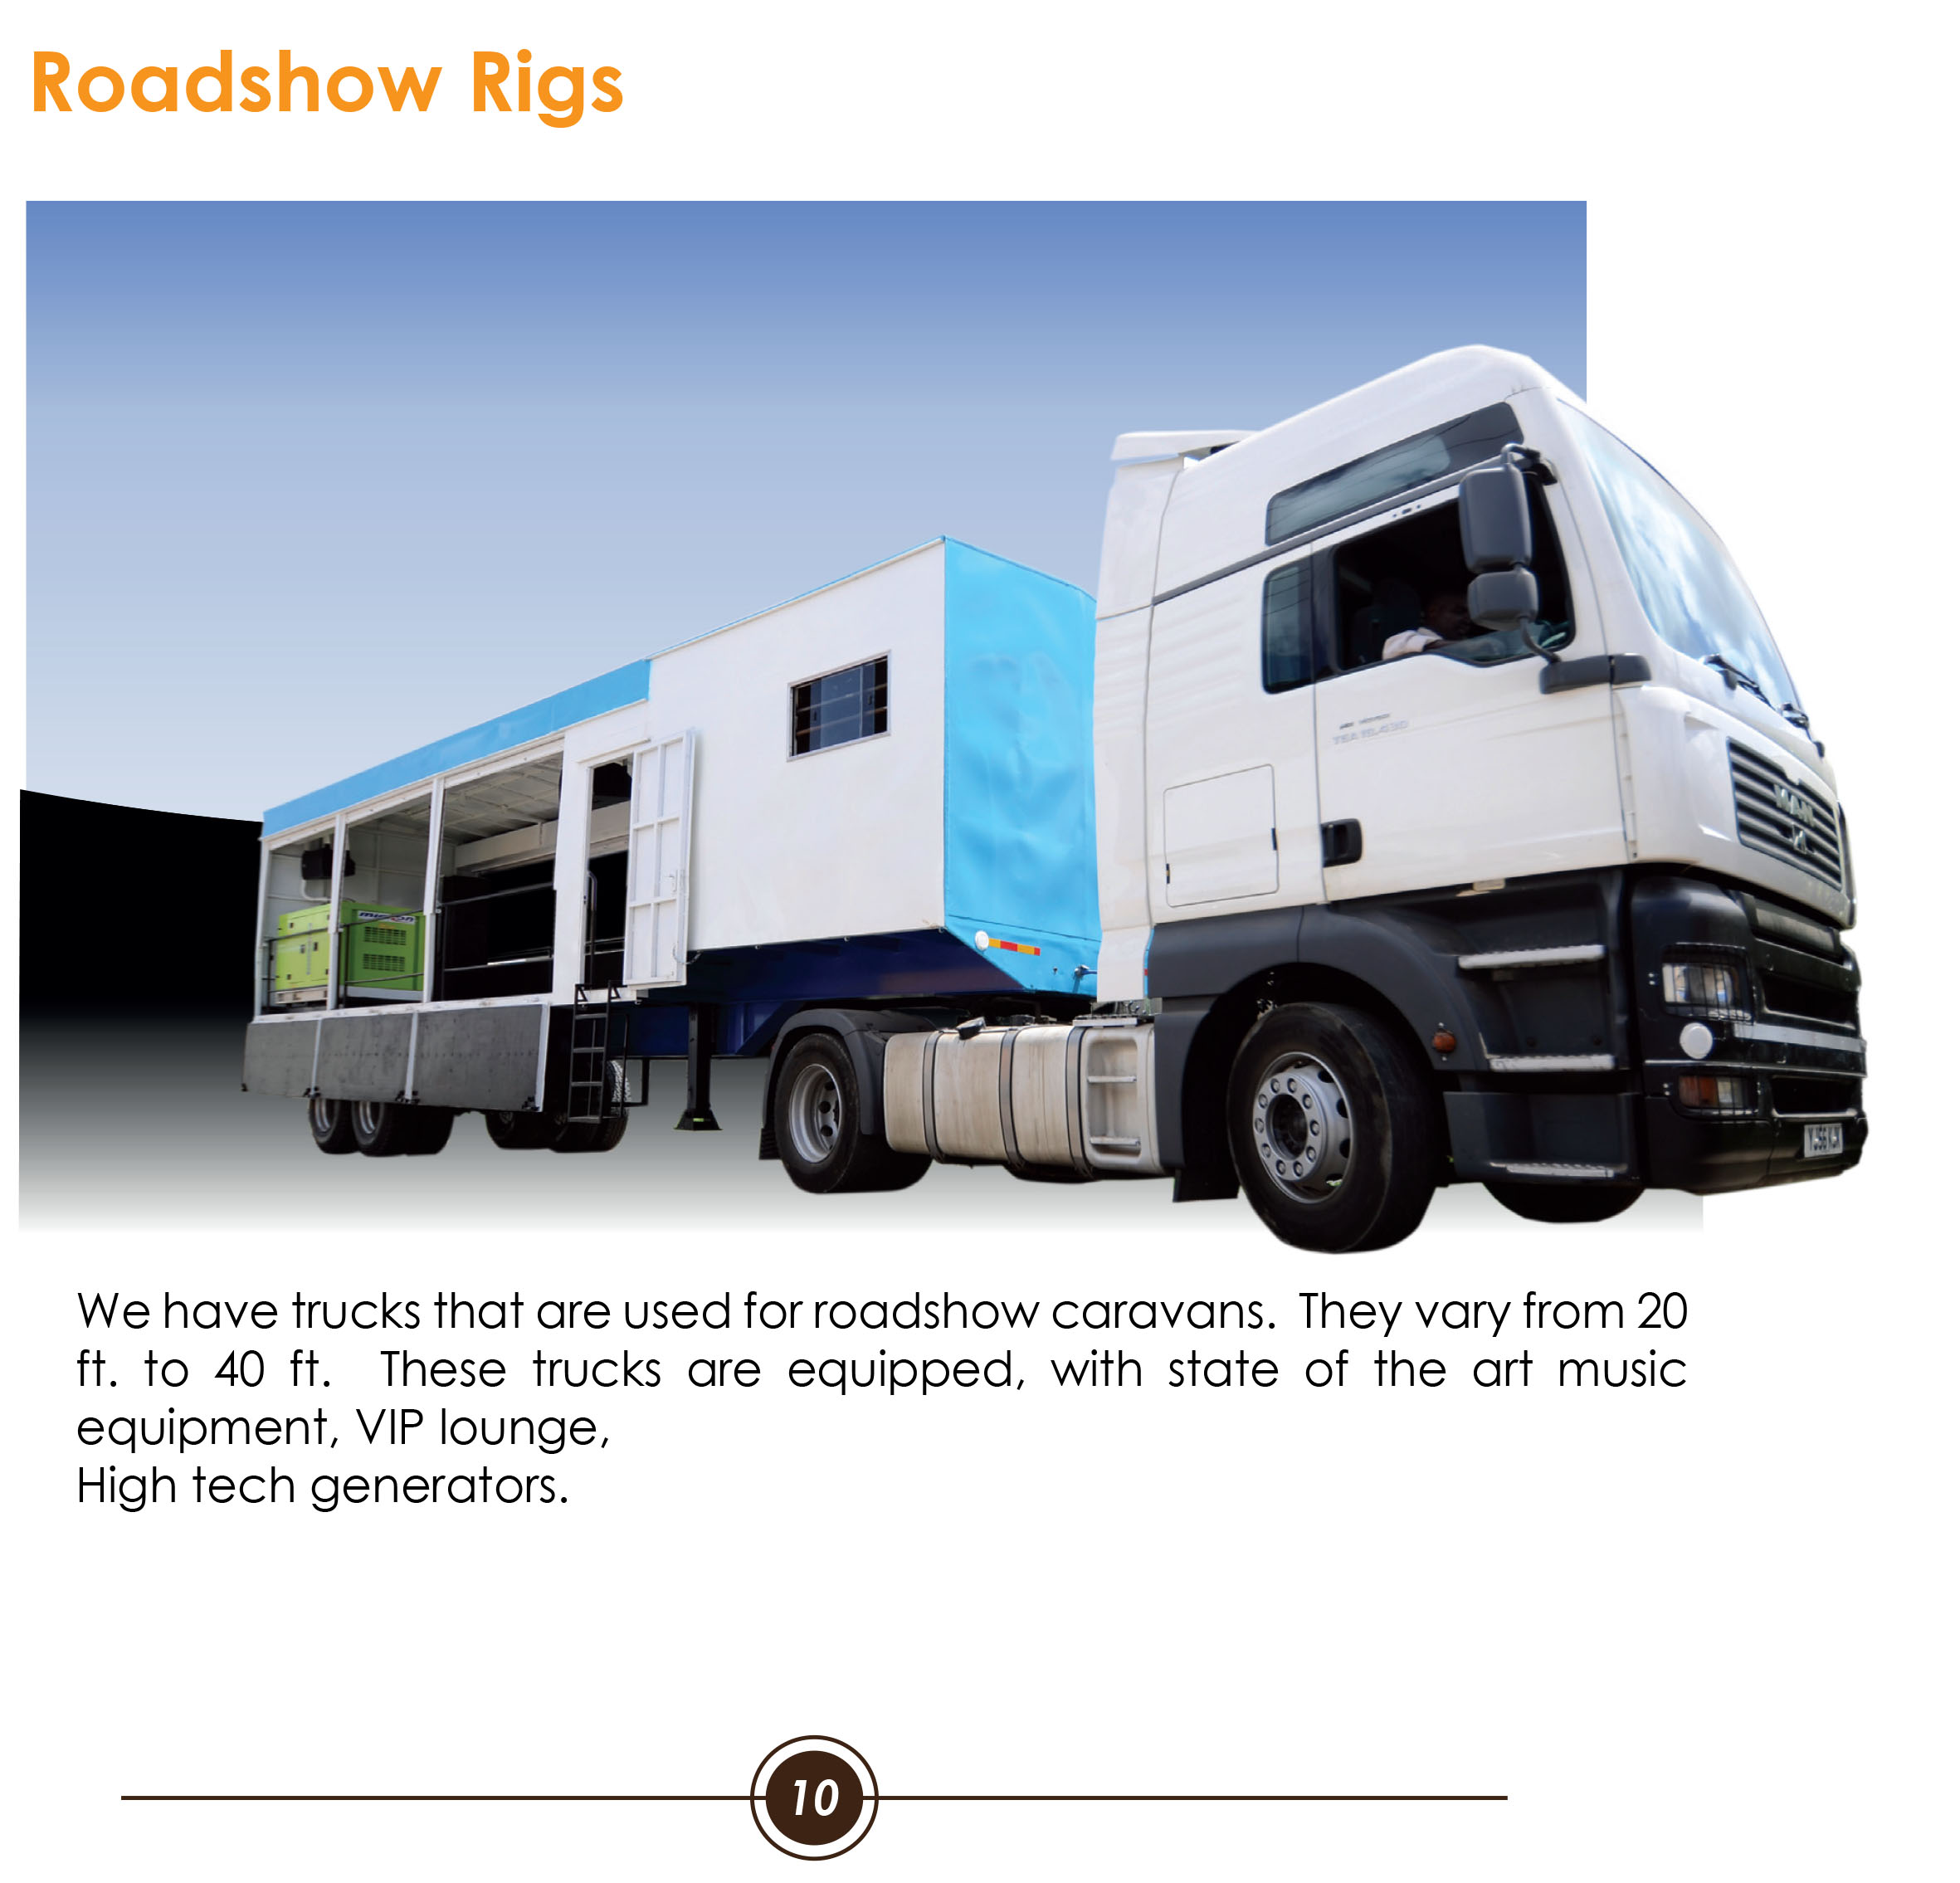 Roadshow Rigs
MAN
We have trucks that are used for roadshow caravans.  They vary from 20
ft. to 40 ft.  These trucks are equipped, with state of the art music
equipment, VIP lounge,
High tech generators.
10